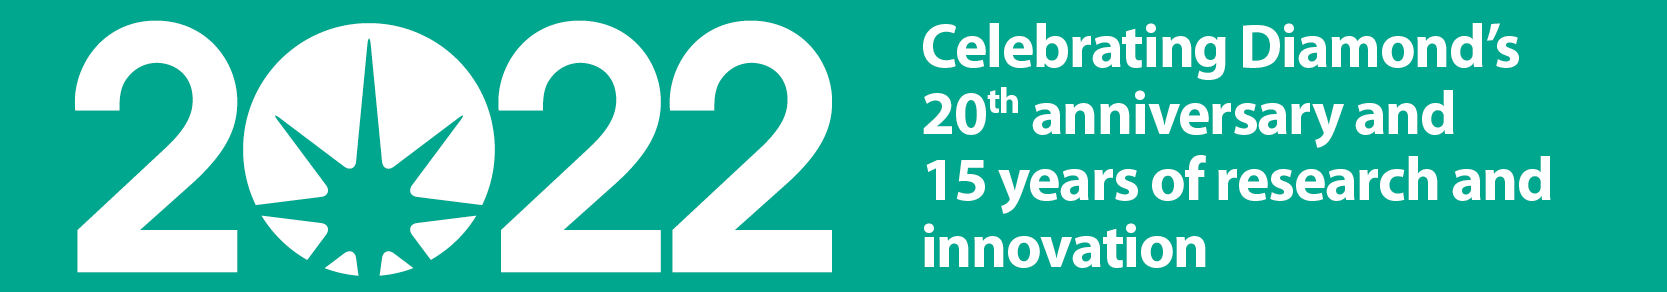 2022
Celebrating Diamond’s
20th anniversary and
15 years of research and
innovation